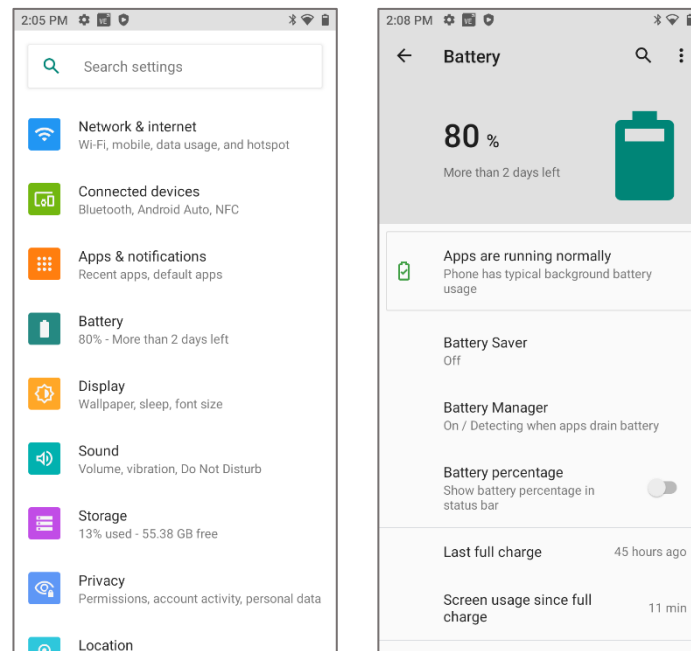 2:05 PM
Search settings
Network & internet
Wi-Fi, mobile, data usage, and hotspot
Connected devices
Bluetooth, Android Auto, NFC
Apps & notifications
Recent apps, default apps
Battery
80% - More than 2 days left
Display
Wallpaper, sleep, font size
Sound
Volume, vibration, Do Not Disturb
Storage
13% used - 55.38 GB free
Privacy
Permissions, account activity, personal data
Location
2:08 PM
Battery
80 %
More than 2 days left
Apps are running normally
Phone has typical background battery
usage
Battery Saver
Off
Battery Manager
On / Detecting when apps drain battery
Battery percentage
Show battery percentage in
status bar
Last full charge 45 hours ago
Screen usage since full
charge 11 min